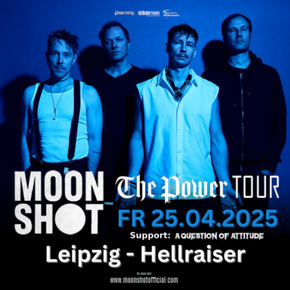 MOON
SHOT
The Power TOUR
FR 25.04.2025
Support: A QUESTION OF ATTITUDE
Leipzig - Hellraiser
www.moonshotofficial.com